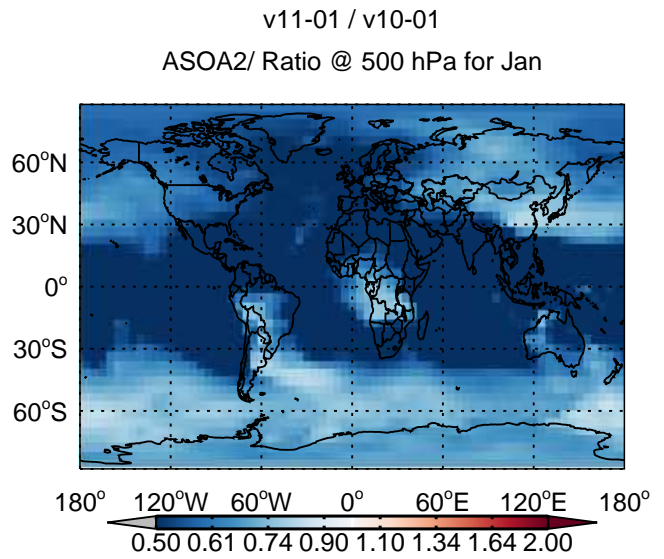 v11-01 / v10-01
ASOA2/ Ratio @ 500 hPa for Jan
60°N
30°N
0°
30°S
60°S
180° 120°W 60°W 0° 60°E 120°E 180°
0.50 0.61 0.74 0.90 1.10 1.34 1.64 2.00